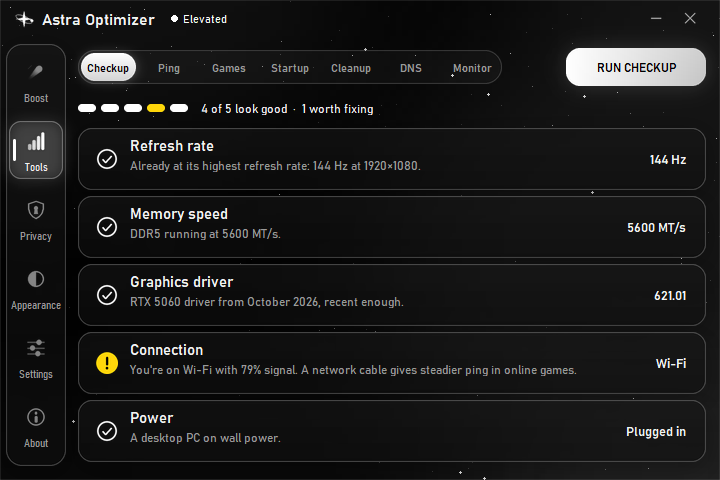 Astra Optimizer
Elevated
Boost
Tools
Privacy
Appearance
Settings
About
Checkup
Ping
Games
Startup
Cleanup
DNS
Monitor
RUN CHECKUP
4 of 5 look good · 1 worth fixing
Refresh rate
Already at its highest refresh rate: 144 Hz at 1920×1080.
144 Hz
Memory speed
DDR5 running at 5600 MT/s.
5600 MT/s
Graphics driver
RTX 5060 driver from October 2026, recent enough.
621.01
Connection
You're on Wi-Fi with 79% signal. A network cable gives steadier ping in online games.
Wi-Fi
Power
A desktop PC on wall power.
Plugged in